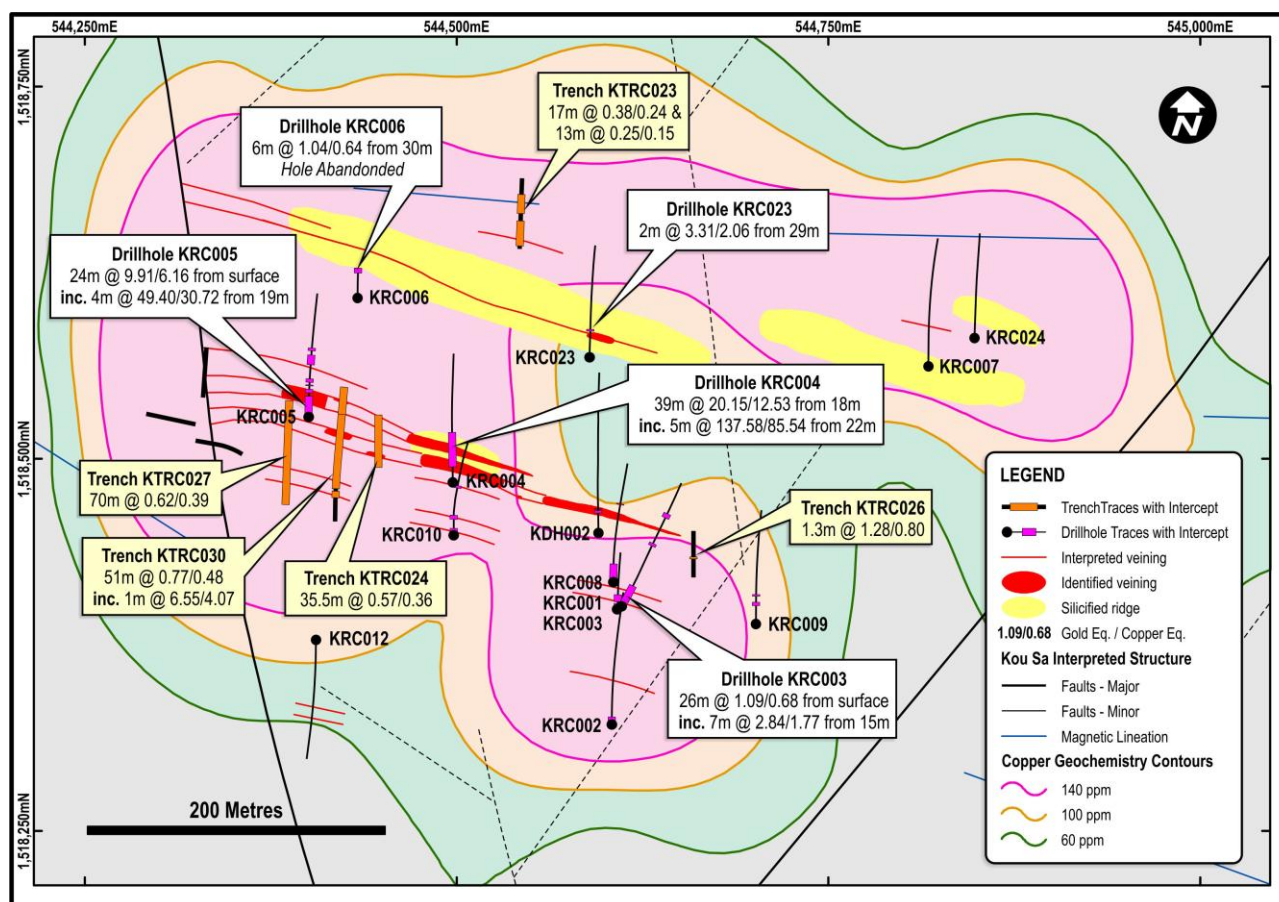 544,250mE
544,500mE
544,750mE
545,000mE
1,518,750mN
1,518,500mN
1,518,250mN
N
Trench KTRC023
17m @ 0.38/0.24 &
13m @ 0.25/0.15
Drillhole KRC006
6m @ 1.04/0.64 from 30m
Hole Abandonded
Drillhole KRC023
2m @ 3.31/2.06 from 29m
Drillhole KRC005
24m @ 9.91/6.16 from surface
inc. 4m @ 49.40/30.72 from 19m
KRC006
KRC023
KRC024
KRC007
Drillhole KRC004
39m @ 20.15/12.53 from 18m
inc. 5m @ 137.58/85.54 from 22m
KRC005
Trench KTRC027
70m @ 0.62/0.39
KRC004
KRC010
KDH002
Trench KTRC026
1.3m @ 1.28/0.80
Trench KTRC030
51m @ 0.77/0.48
inc. 1m @ 6.55/4.07
Trench KTRC024
35.5m @ 0.57/0.36
KRC008
KRC001
KRC003
KRC009
KRC012
Drillhole KRC003
26m @ 1.09/0.68 from surface
inc. 7m @ 2.84/1.77 from 15m
KRC002
200 Metres
LEGEND
TrenchTraces with Intercept
Drillhole Traces with Intercept
Interpreted veining
Identified veining
Silicified ridge
1.09/0.68 Gold Eq. / Copper Eq.
Kou Sa Interpreted Structure
Faults - Major
Faults - Minor
Magnetic Lineation
Copper Geochemistry Contours
140 ppm
100 ppm
60 ppm